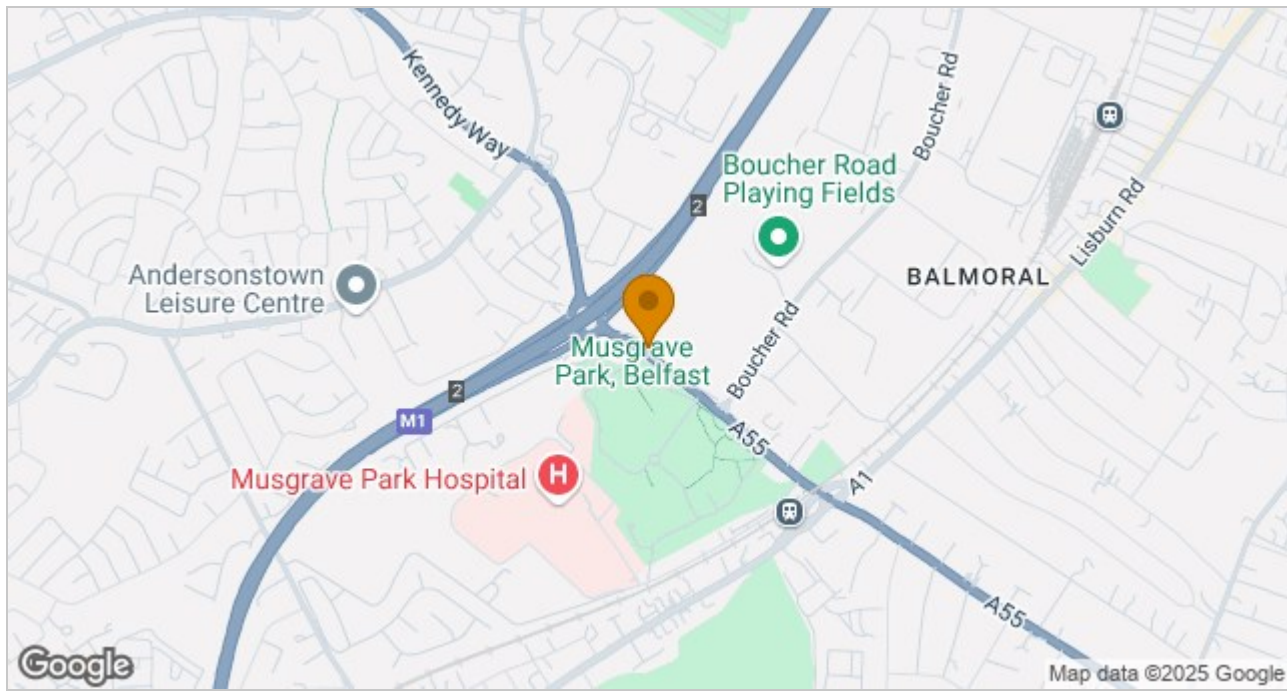 Kennedy Way
Boucher Rd
Boucher Road
Playing Fields
2
Lisburn Rd
Andersonstown
Leisure Centre
BALMORAL
Musgrave
Park, Belfast
Boucher Rd
2
M1
A55
Musgrave Park Hospital
H
A1
A55
Google
Map data ©2025 Google